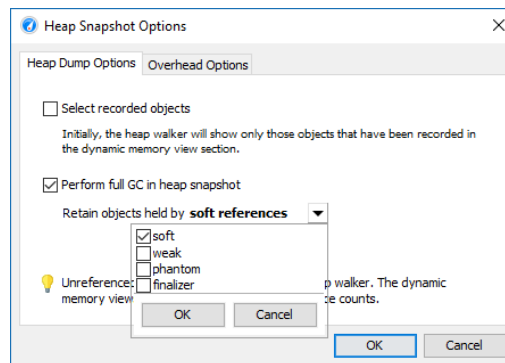 Heap Snapshot Options
Heap Dump Options Overhead Options
Select recorded objects
Initially, the heap walker will show only those objects that have been recorded in
the dynamic memory view section.
Perform full GC in heap snapshot
Retain objects held by soft references
soft
weak
phantom
finalizer
walker. The dynamic
memory view counts.
OK Cancel
OK Cancel